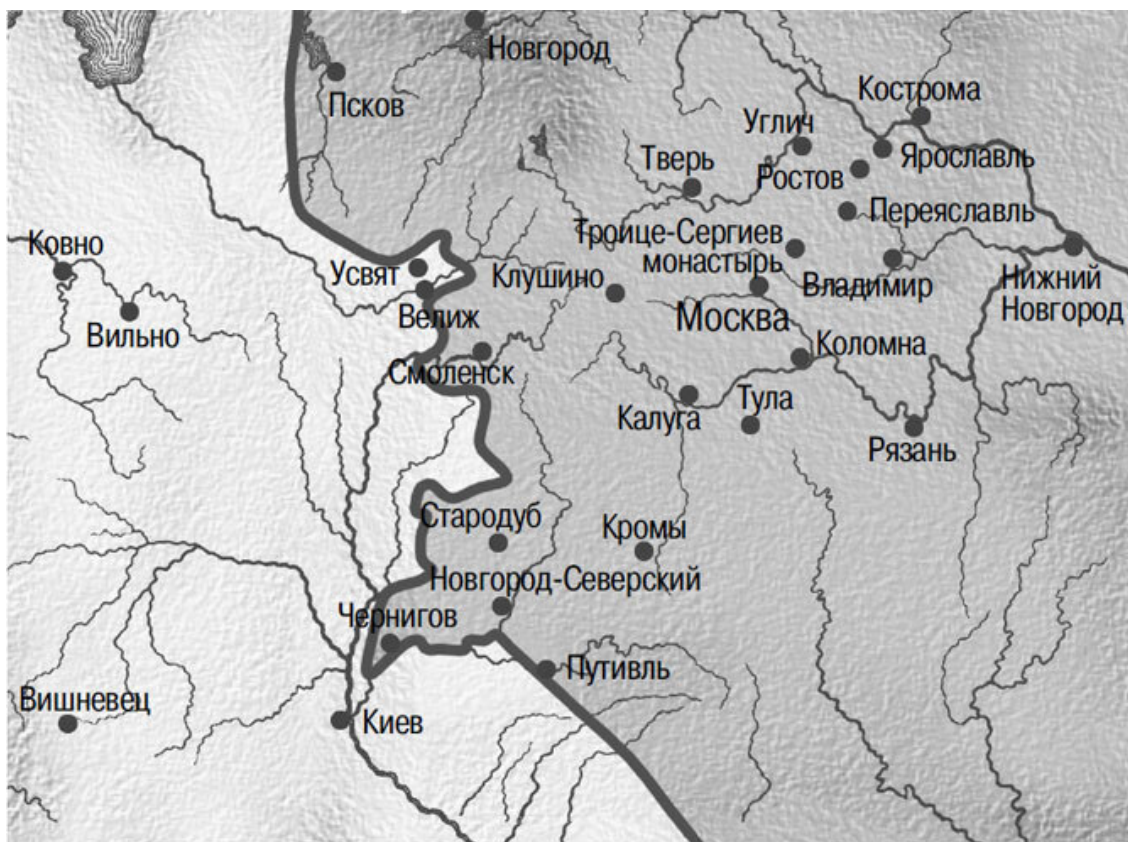 Новгород
Псков
Кострома
Углич
Ярославль
Тверь
Ростов
Переяславль
Троице-Сергиев
монастырь
Ковно
Усвят
Клушино
Владимир
Нижний
Новгород
Вильно
Велиж
Москва
Смоленск
Коломна
Калуга
Тула
Рязань
Стародуб
Кромы
Новгород-Северский
Чернигов
Путивль
Вишневец
Киев